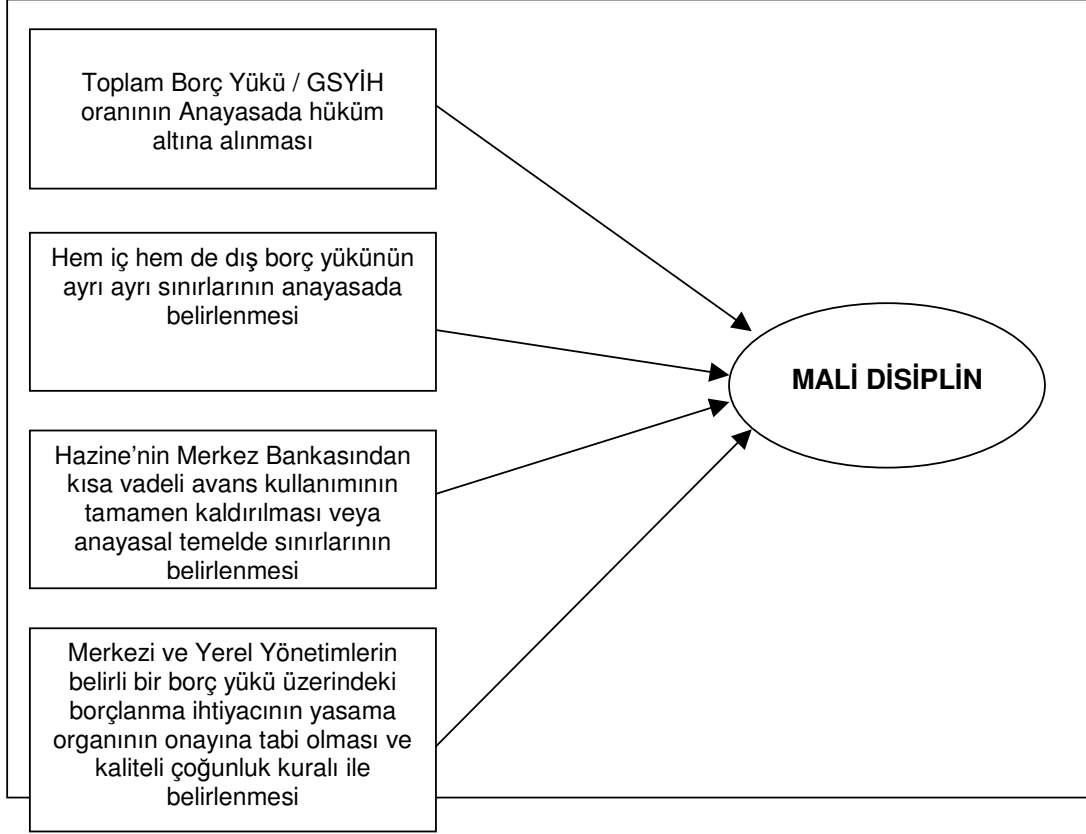 Toplam Borç Yükü / GSYİH
oranının Anayasada hüküm
altına alınması
Hem iç hem de dış borç yükünün
ayrı ayrı sınırlarının anayasada
belirlenmesi
Hazine’nin Merkez Bankasından
kısa vadeli avans kullanımının
tamamen kaldırılması veya
anayasal temelde sınırlarının
belirlenmesi
Merkezi ve Yerel Yönetimlerin
belirli bir borç yükü üzerindeki
borçlanma ihtiyacının yasama
organının onayına tabi olması ve
kaliteli çoğunluk kuralı ile
belirlenmesi
MALİ DİSİPLİN